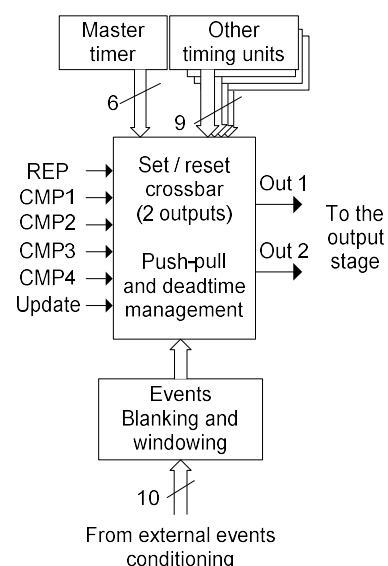 Master
timer
Other
timing units
6
9
REP
CMP1
CMP2
CMP3
CMP4
Update
Set / reset
crossbar
(2 outputs)
Push-pull
and deadtime
management
Out 1
Out 2
To the
output
stage
Events
Blanking and
windowing
10
From external events
conditioning